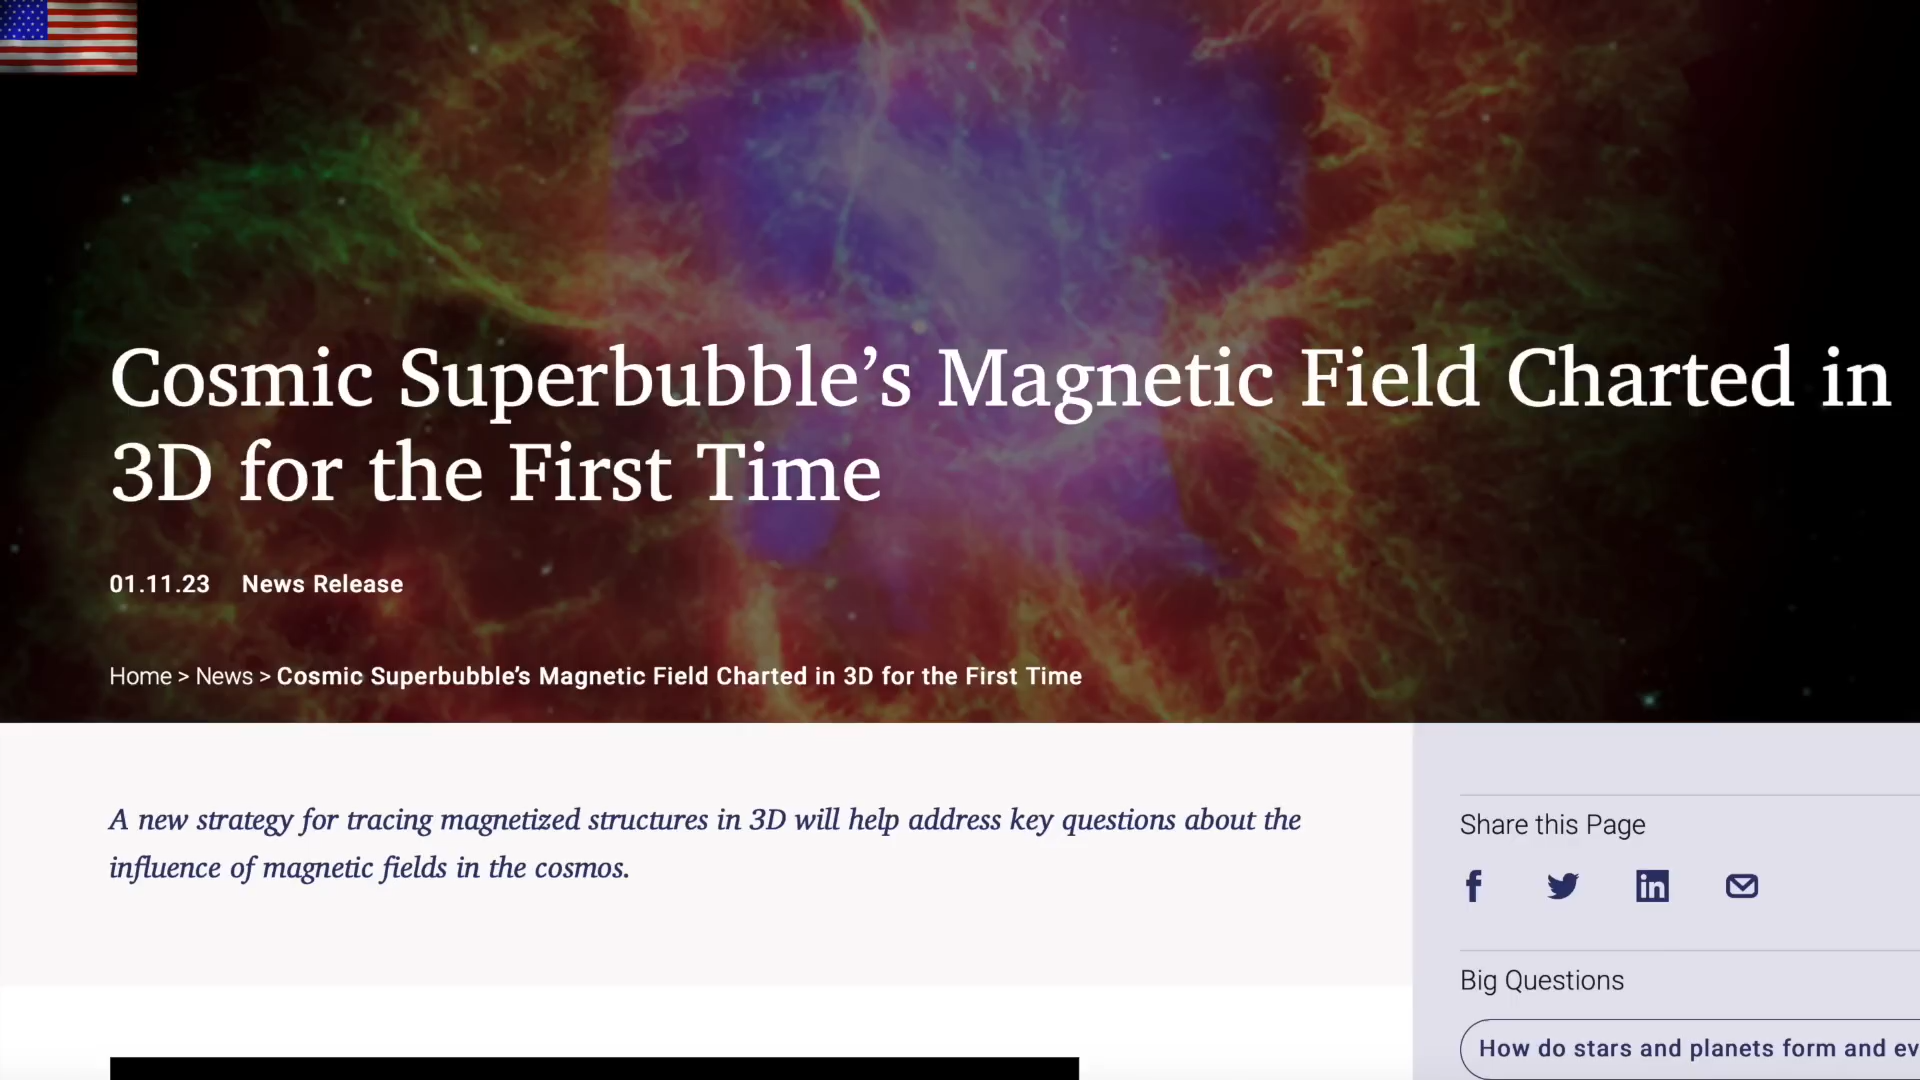 Cosmic Superbubble’s Magnetic Field Charted in
3D for the First Time
01.11.23 News Release
Home > News > Cosmic Superbubble’s Magnetic Field Charted in 3D for the First Time
A new strategy for tracing magnetized structures in 3D will help address key questions about the
influence of magnetic fields in the cosmos.
Share this Page
Big Questions
How do stars and planets form and